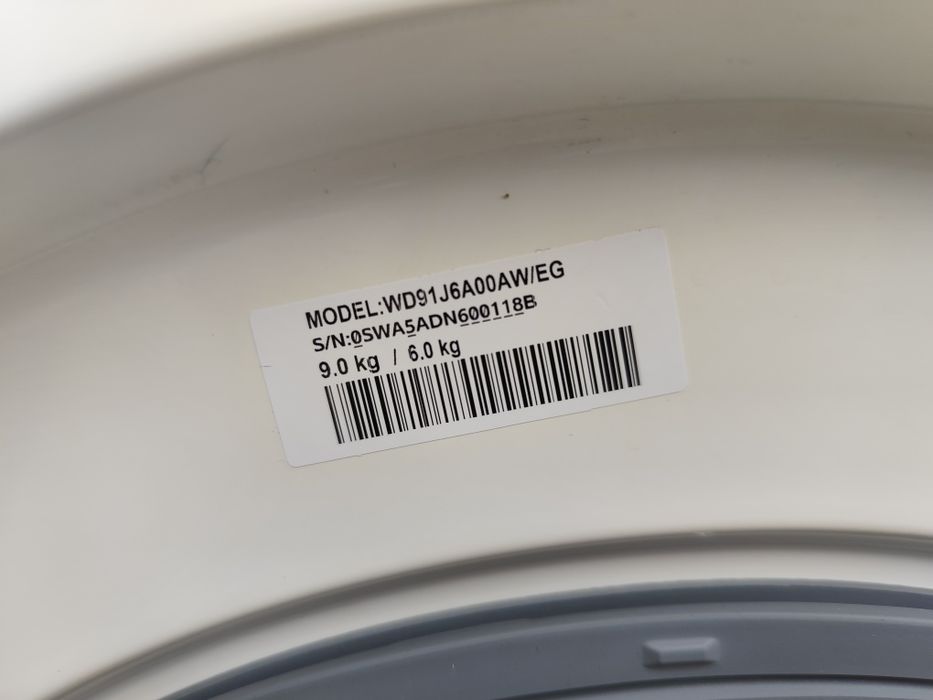 MODEL:WD91J6A00AW/EG
S/N:0SWA5ADN600118B
9.0 kg / 6.0 kg